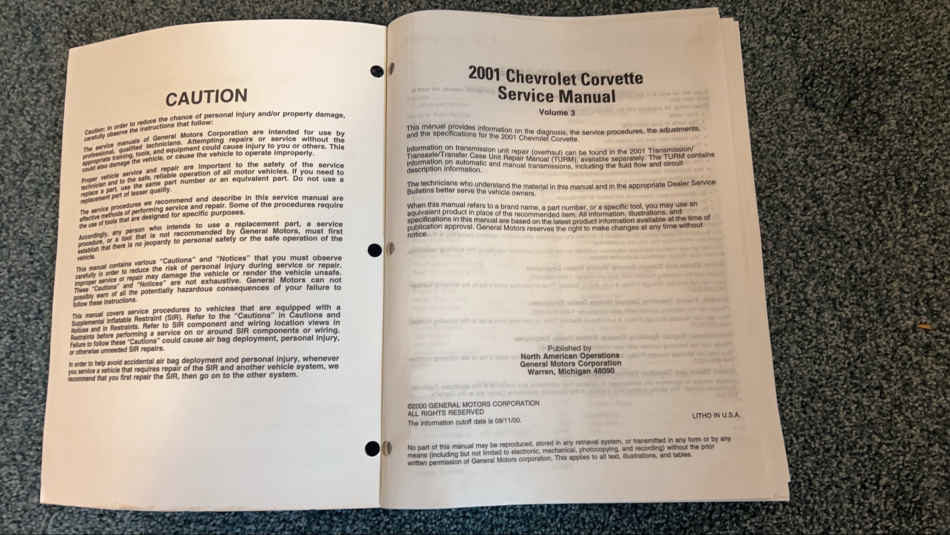 CAUTION
Caution: In order to reduce the chance of personal injury and/or property damage,
carefully observe the instructions that follow:
The service manuals of General Motors Corporation are intended for use by
professional, qualified technicians. Attempting repairs or service without the
appropriate training, tools, and equipment could cause injury to you or others. This
could also damage the vehicle, or cause the vehicle to operate improperly.
Proper vehicle service and repair are important to the safety of the service
technician and to the safe, reliable operation of all motor vehicles. If you need to
replace a part, use the same part number or an equivalent part. Do not use a
replacement part of lesser quality.
The service procedures we recommend and describe in this service manual are
effective methods of performing service and repair. Some of the procedures require
the use of tools that are designed for specific purposes.
Accordingly, any person who intends to use a replacement part, a service
procedure, or a tool that is not recommended by General Motors, must first
establish that there is no jeopardy to personal safety or the safe operation of the
vehicle.
This manual contains various "Cautions" and "Notices" that you must observe
carefully in order to reduce the risk of personal injury during service or repair.
Improper service or repair may damage the vehicle or render the vehicle unsafe.
These "Cautions" and "Notices" are not exhaustive. General Motors can not
possibly warn of all the potentially hazardous consequences of your failure to
follow these instructions.
This manual covers service procedures to vehicles that are equipped with a
Supplemental Inflatable Restraint (SIR). Refer to the "Cautions" in Cautions and
Notices and in Restraints. Refer to SIR component and wiring location views in
Restraints before performing a service on or around SIR components or wiring.
Failure to follow these "Cautions" could cause air bag deployment, personal injury,
or otherwise unneeded SIR repairs.
In order to help avoid accidental air bag deployment and personal injury, whenever
you service a vehicle that requires repair of the SIR and another vehicle system, we
recommend that you first repair the SIR, then go on to the other system.
2001 Chevrolet Corvette
Service Manual
Volume 3
This manual provides information on the diagnosis, the service procedures, the adjustments,
and the specifications for the 2001 Chevrolet Corvette.
Information on transmission unit repair (overhaul) can be found in the 2001 Transmission/
Transaxle/Transfer Case Unit Repair Manual (TURM), available separately. The TURM contains
information on automatic and manual transmissions, including the fluid flow and circuit
description information.
The technicians who understand the material in this manual and in the appropriate Dealer Service
Bulletins better serve the vehicle owners.
When this manual refers to a brand name, a part number, or a specific tool, you may use an
equivalent product in place of the recommended item. All information, illustrations, and
specifications in this manual are based on the latest product information available at the time of
publication approval. General Motors reserves the right to make changes at any time without
notice.
Published by
North American Operations
General Motors Corporation
Warren, Michigan 48090
©2000 GENERAL MOTORS CORPORATION
ALL RIGHTS RESERVED
The information cutoff date is 09/11/00.
LITHO IN U.S.A.
No part of this manual may be reproduced, stored in any retrieval system, or transmitted in any form or by any
means (including but not limited to electronic, mechanical, photocopying, and recording) without the prior
written permission of General Motors corporation, This applies to all text, illustrations, and tables.